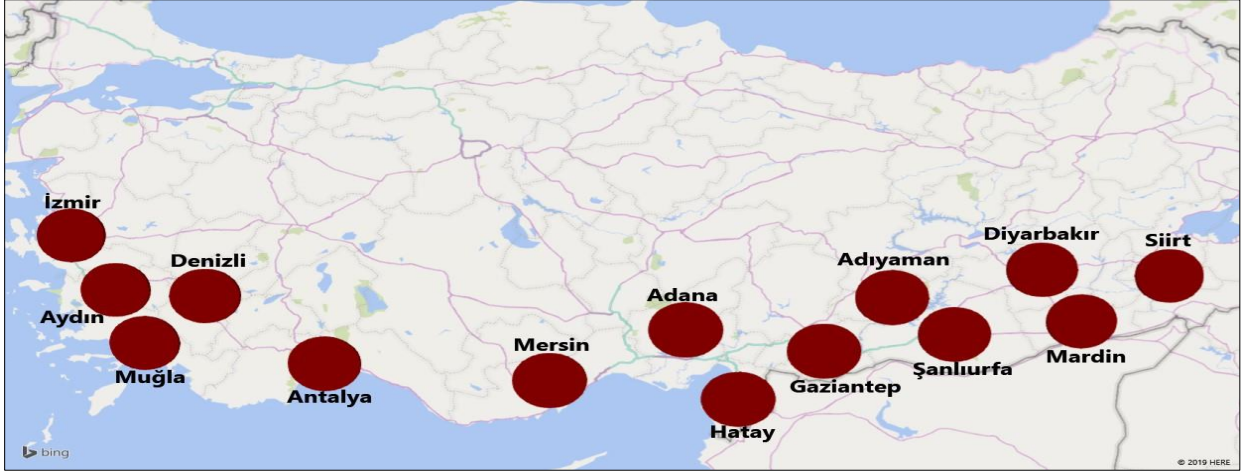 İzmir
Denizli
Aydın
Muğla
Antalya
Mersin
Adana
Hatay
Gaziantep
Adıyaman
Şanlıurfa
Diyarbakır
Mardin
Siirt
bing
© 2019 HERE